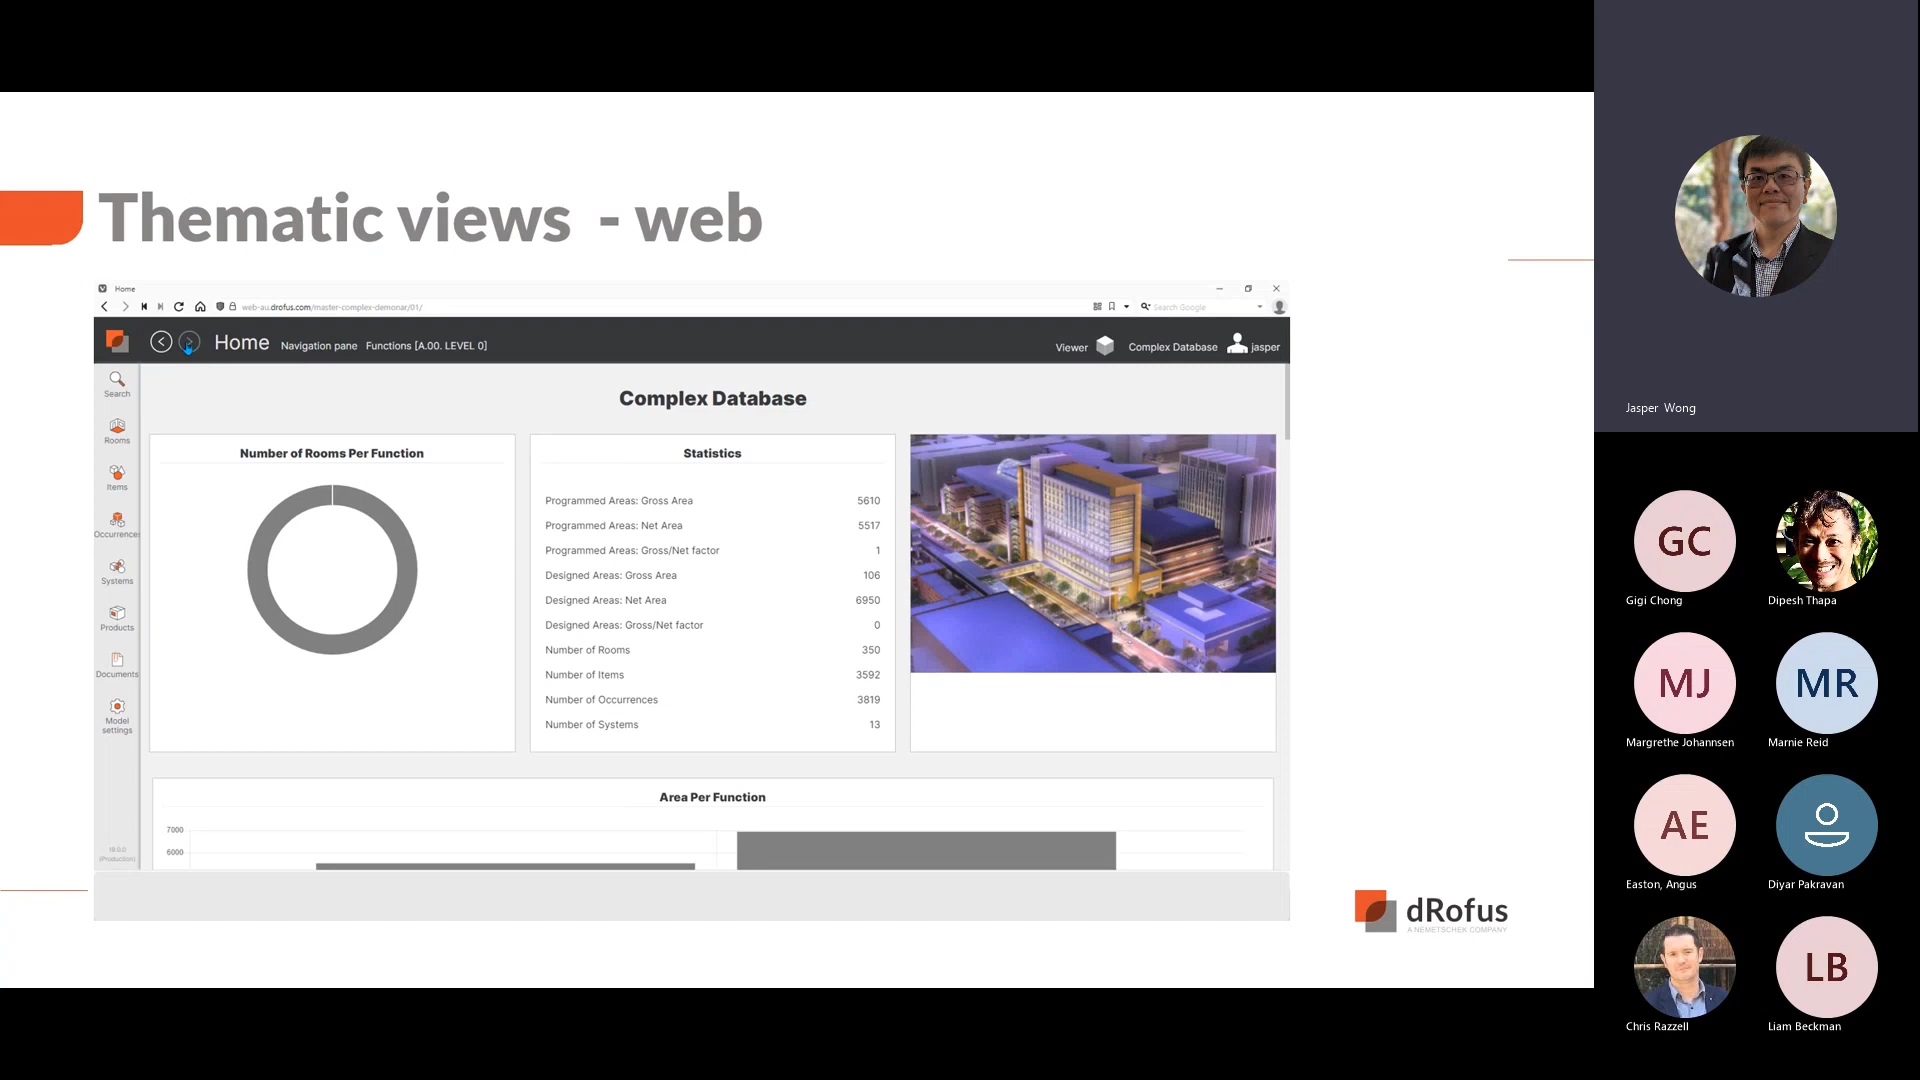 Thematic views - web
Home
web-au.drofus.com/master-complex-demonar/01/
Search Google
Home Navigation pane Functions [A.00. LEVEL 0]
Viewer Complex Database jasper
Search
Rooms
Items
Occurrence
Systems
Products
Documents
Model
settings
(Production)
Complex Database
Number of Rooms Per Function
Statistics
Programmed Areas: Gross Area 5610
Programmed Areas: Net Area 5517
Programmed Areas: Gross/Net factor 1
Designed Areas: Gross Area 106
Designed Areas: Net Area 6950
Designed Areas: Gross/Net factor 0
Number of Rooms 350
Number of Items 3592
Number of Occurrences 3819
Number of Systems 13
Area Per Function
7000
6000
dRofus
A NEMETSCHEK COMPANY
Jasper Wong
GC
Gigi Chong
Dipesh Thapa
MJ
Margrethe Johannsen
MR
Marnie Reid
AE
Easton, Angus
Diyar Pakravan
Chris Razzell
LB
Liam Beckman